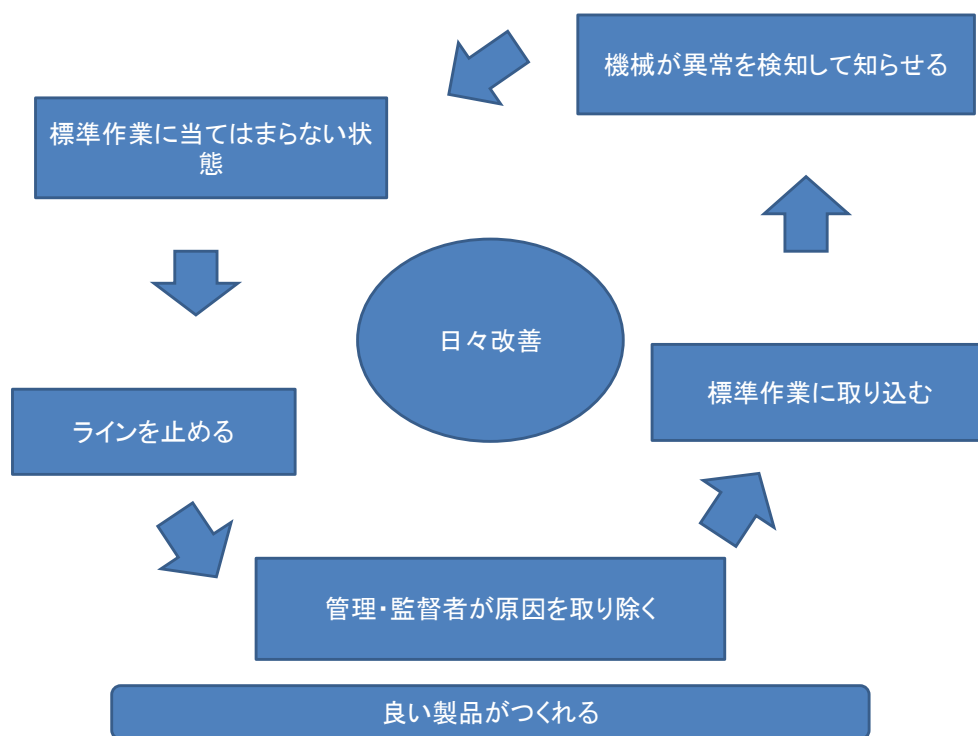 機械が異常を検知して知らせる
標準作業に当てはまらない状
態
日々改善
標準作業に取り込む
ラインを止める
管理・監督者が原因を取り除く
良い製品がつくれる